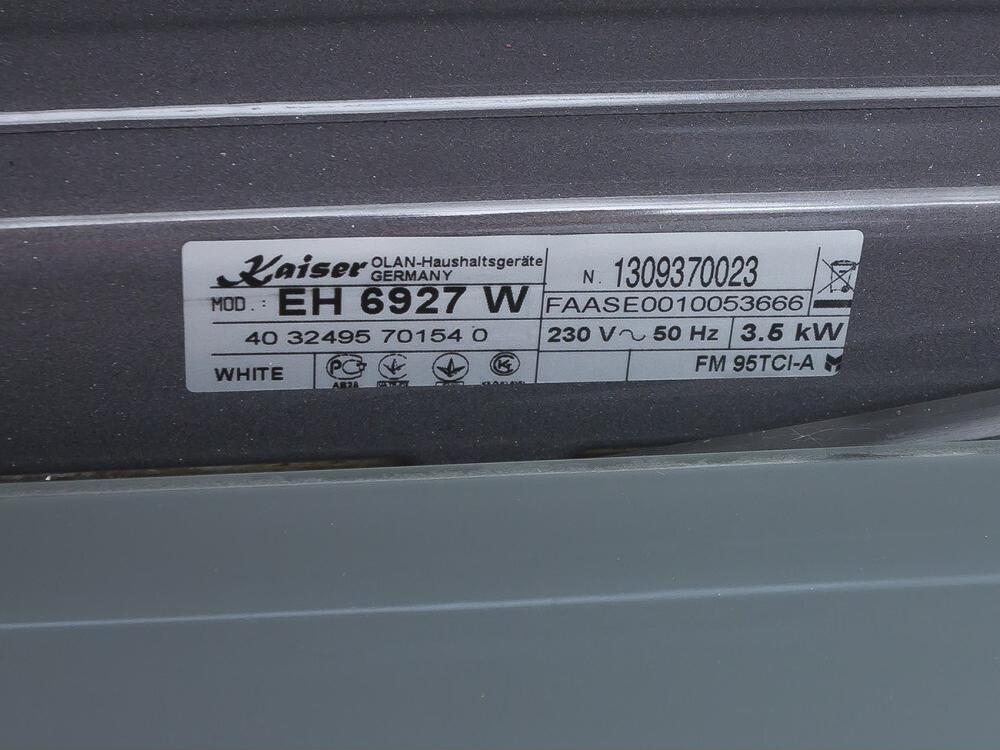 Kaiser OLAN-Haushaltsgeräte
GERMANY
N. 1309370023
MOD.: EH 6927 W
FAASE0010053666
40 32495 70154 0
230 V~ 50 Hz 3.5 kW
WHITE
FM 95TCI-A